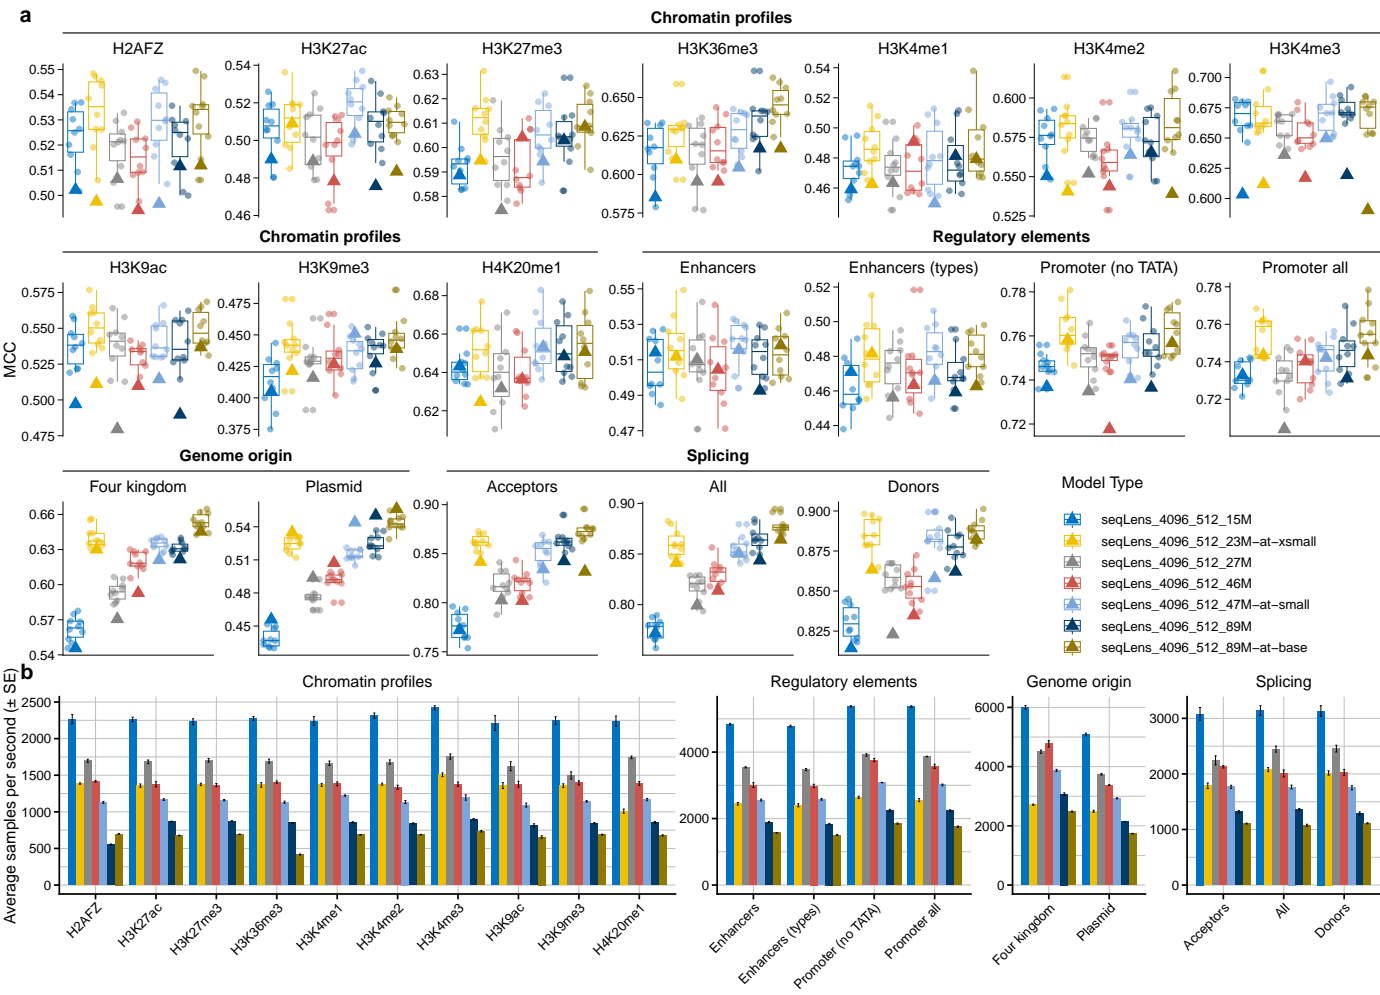 a
Chromatin profiles
H2AFZ H3K27ac H3K27me3 H3K36me3 H3K4me1 H3K4me2 H3K4me3
0.55 0.54 0.53 0.52 0.51 0.50
0.54 0.52 0.50 0.48 0.46
0.63 0.62 0.61 0.60 0.59 0.58
0.650 0.625 0.600 0.575
0.54 0.52 0.50 0.48 0.46
0.600 0.575 0.550 0.525
0.700 0.675 0.650 0.625 0.600
Chromatin profiles Regulatory elements
H3K9ac H3K9me3 H4K20me1 Enhancers Enhancers (types) Promoter (no TATA) Promoter all
MCC
0.575 0.550 0.525 0.500 0.475
0.475 0.450 0.425 0.400 0.375
0.68 0.66 0.64 0.62
0.55 0.53 0.51 0.49 0.47
0.52 0.50 0.48 0.46 0.44
0.78 0.76 0.74 0.72
0.78 0.76 0.74 0.72
Genome origin Splicing
Four kingdom Plasmid Acceptors All Donors
0.66 0.63 0.60 0.57 0.54
0.54 0.51 0.48 0.45
0.90 0.85 0.80 0.75
0.90 0.85 0.80
0.900 0.875 0.850 0.825
Model Type
seqLens_4096_512_15M
seqLens_4096_512_23M-at-xsmall
seqLens_4096_512_27M
seqLens_4096_512_46M
seqLens_4096_512_47M-at-small
seqLens_4096_512_89M
seqLens_4096_512_89M-at-base
b
Chromatin profiles Regulatory elements Genome origin Splicing
Average samples per second (± SE)
2500 2000 1500 1000 500 0
4000 2000 0
6000 4000 2000 0
3000 2000 1000 0
H2AFZ H3K27ac H3K27me3 H3K36me3 H3K4me1 H3K4me2 H3K4me3 H3K9ac H3K9me3 H4K20me1
Enhancers Enhancers (types) Promoter (no TATA) Promoter all
Four kingdom Plasmid
Acceptors All Donors